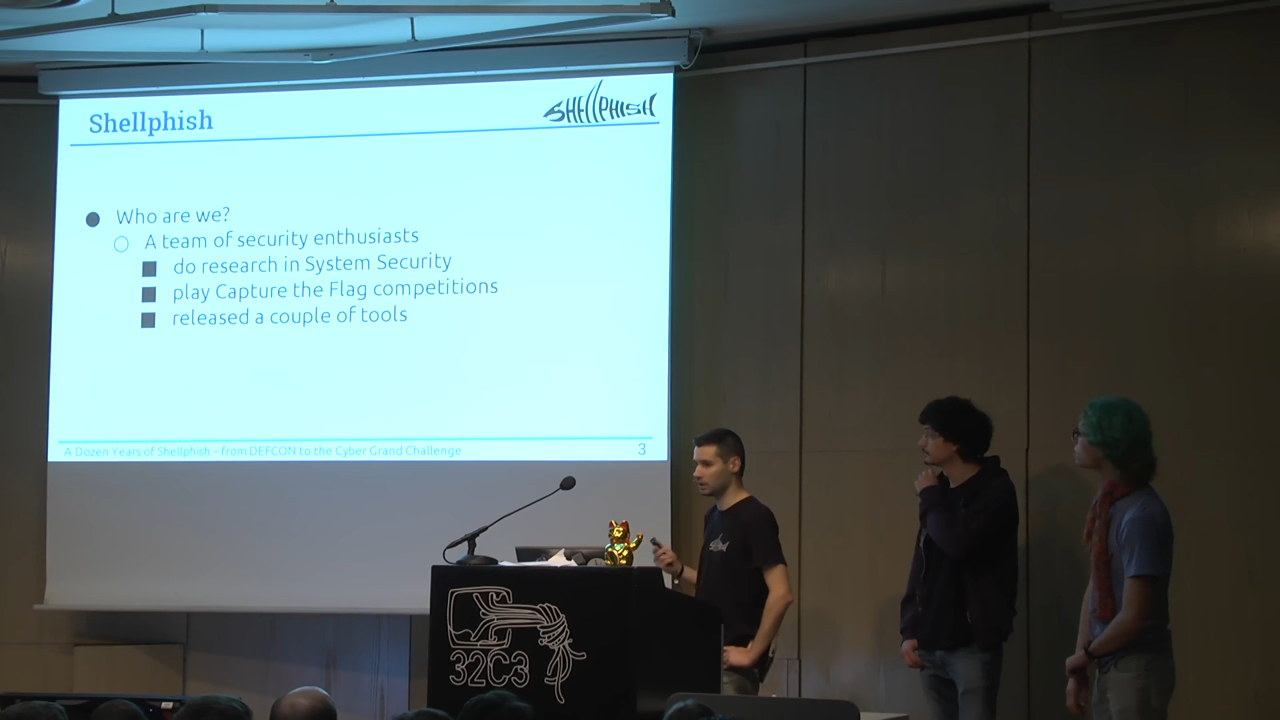 Shellphish
SHELLPHISH
Who are we?
A team of security enthusiasts
do research in System Security
play Capture the Flag competitions
released a couple of tools
A Dozen Years of Shellphish – from DEFCON to the Cyber Grand Challenge
3
32C3